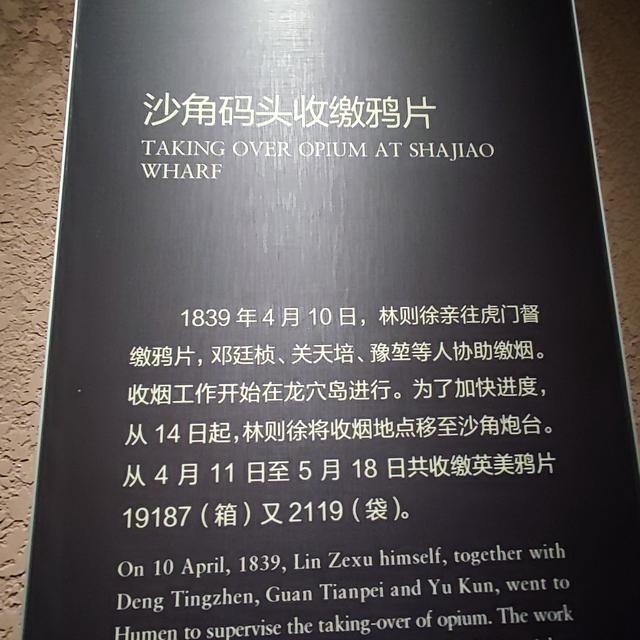 沙角码头收缴鸦片
TAKING OVER OPIUM AT SHAJIAO
WHARF
1839 年 4 月 10 日，林则徐亲往虎门督
缴鸦片，邓廷桢、关天培、豫堃等人协助缴烟。
收烟工作开始在龙穴岛进行。为了加快进度，
从 14 日起，林则徐将收烟地点移至沙角炮台。
从 4 月 11 日至 5 月 18 日共收缴英美鸦片
19187（箱）又 2119（袋）。
On 10 April, 1839, Lin Zexu himself, together with
Deng Tingzhen, Guan Tianpei and Yu Kun, went to
Humen to supervise the taking-over of opium. The work